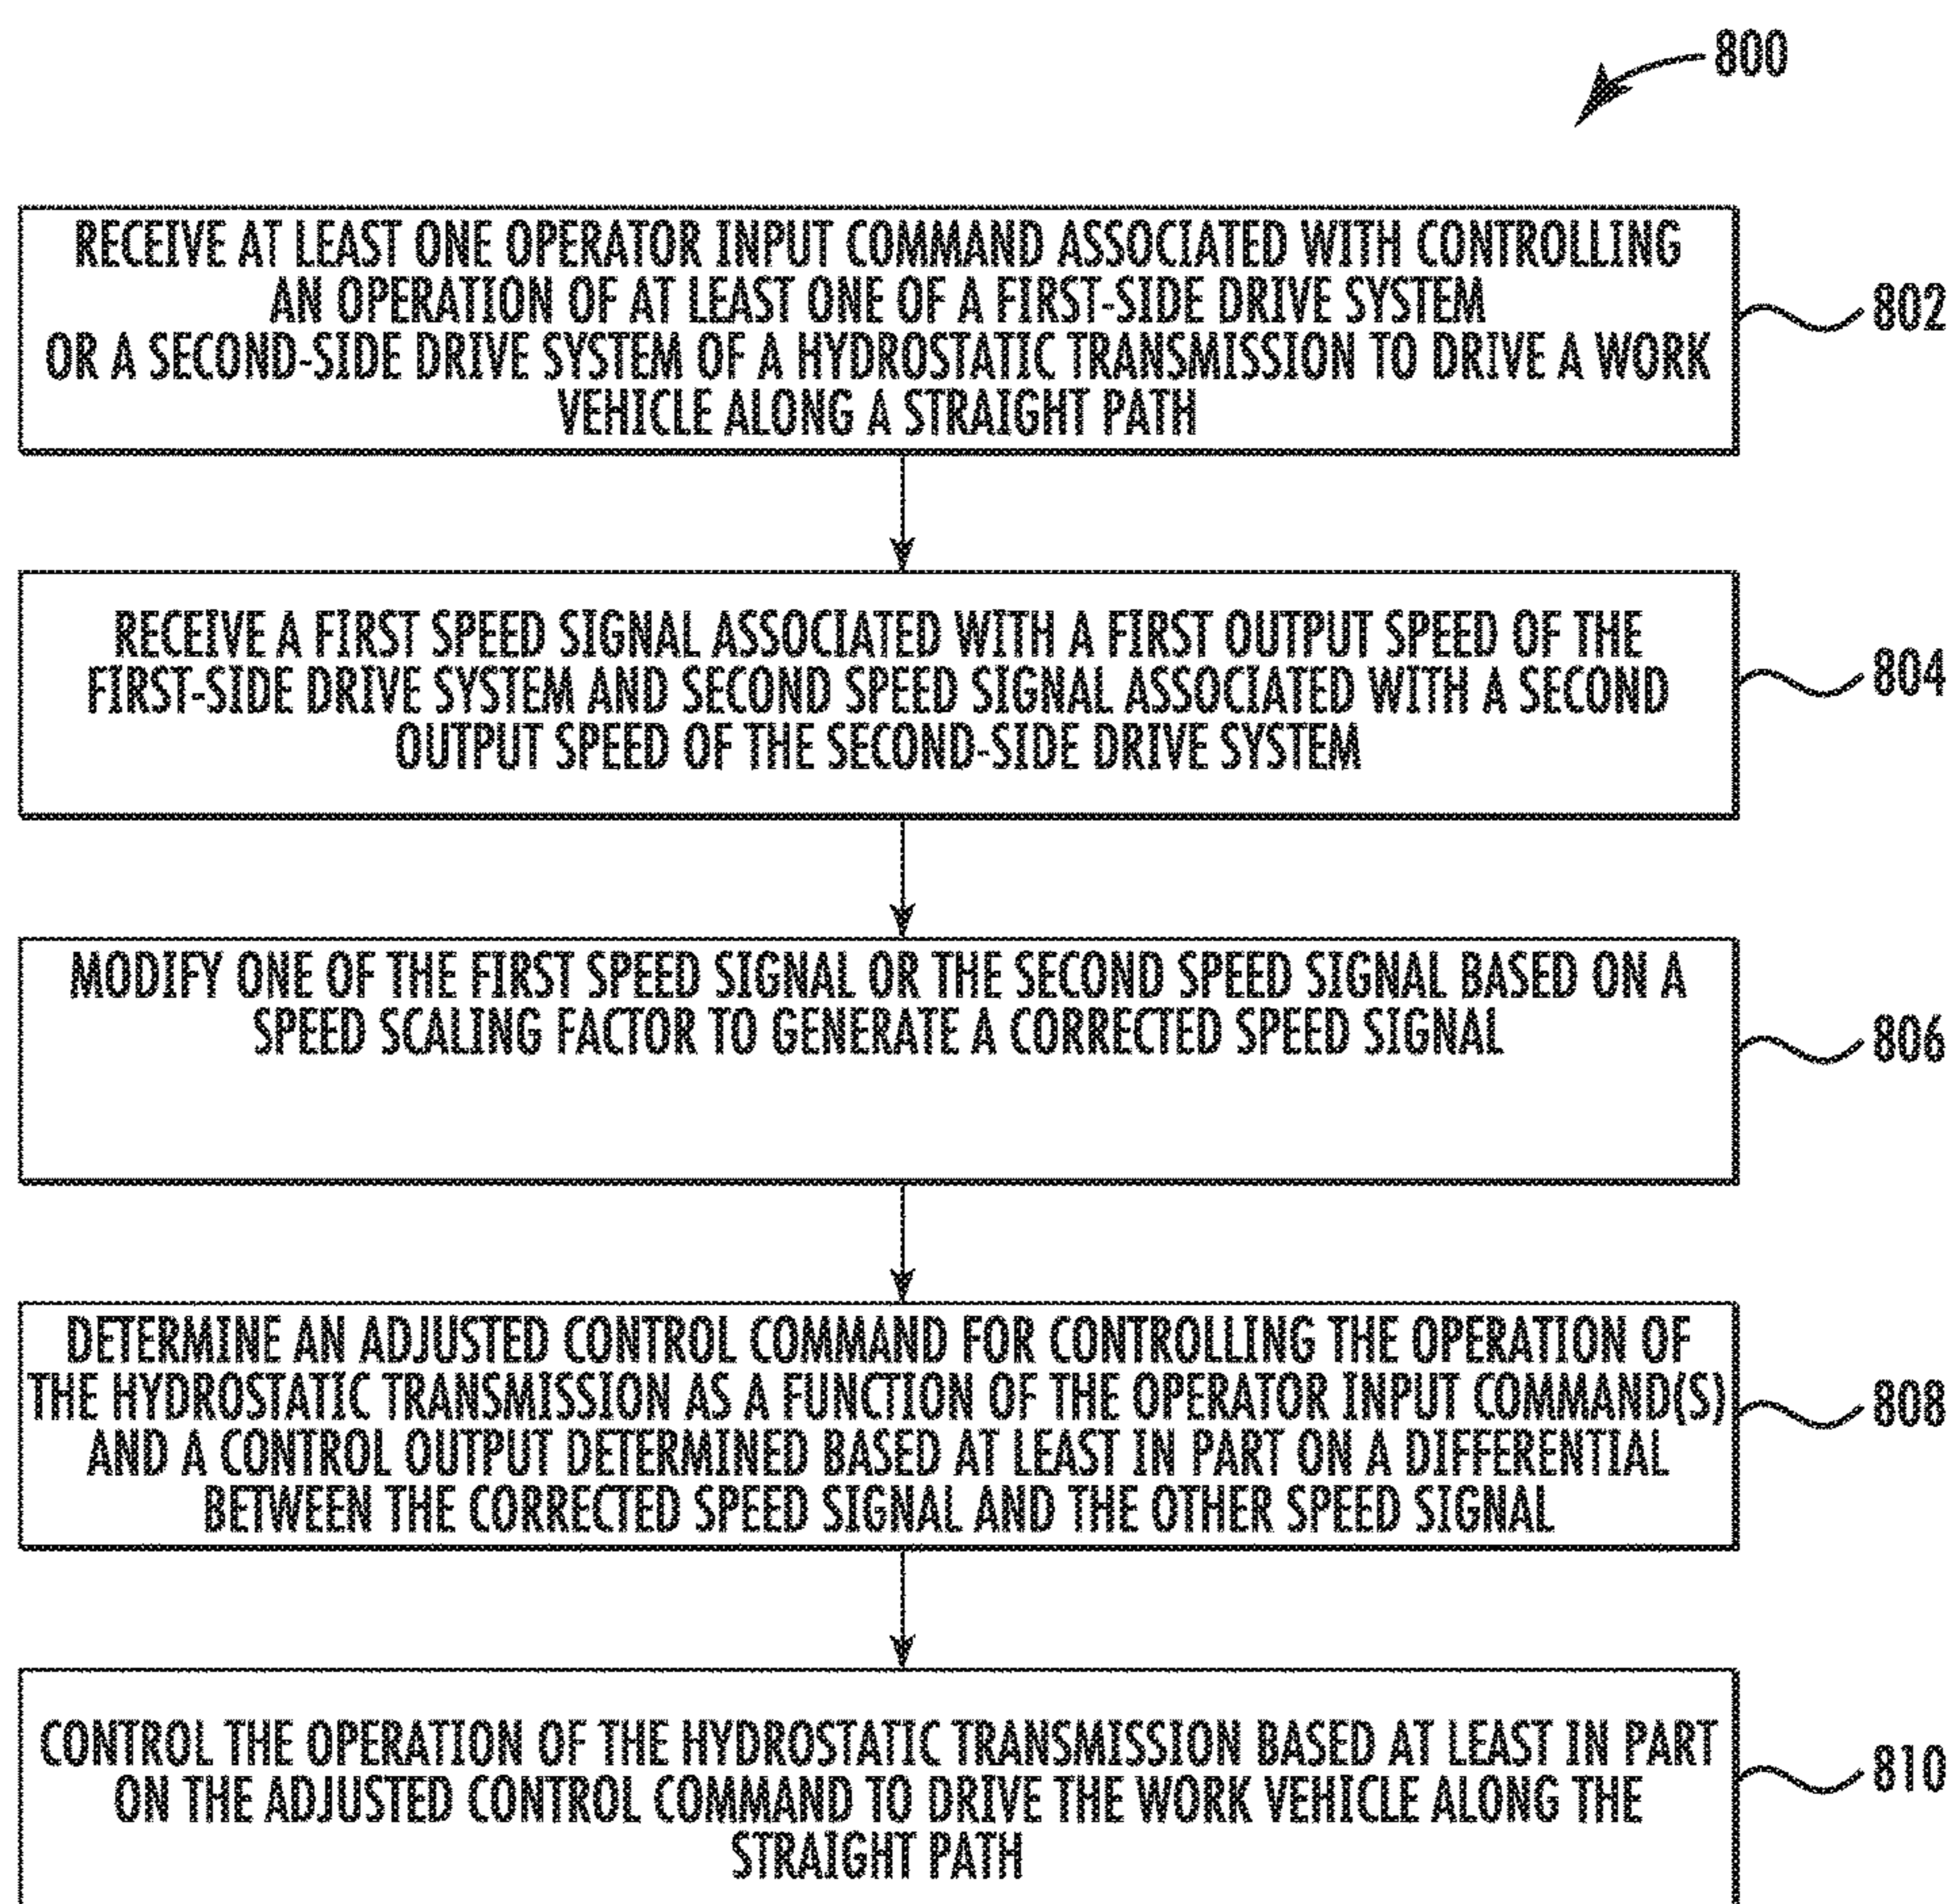 800
RECEIVE AT LEAST ONE OPERATOR INPUT COMMAND ASSOCIATED WITH CONTROLLING
AN OPERATION OF AT LEAST ONE OF A FIRST-SIDE DRIVE SYSTEM
OR A SECOND-SIDE DRIVE SYSTEM OF A HYDROSTATIC TRANSMISSION TO DRIVE A WORK
VEHICLE ALONG A STRAIGHT PATH
802
RECEIVE A FIRST SPEED SIGNAL ASSOCIATED WITH A FIRST OUTPUT SPEED OF THE
FIRST-SIDE DRIVE SYSTEM AND SECOND SPEED SIGNAL ASSOCIATED WITH A SECOND
OUTPUT SPEED OF THE SECOND-SIDE DRIVE SYSTEM
804
MODIFY ONE OF THE FIRST SPEED SIGNAL OR THE SECOND SPEED SIGNAL BASED ON A
SPEED SCALING FACTOR TO GENERATE A CORRECTED SPEED SIGNAL
806
DETERMINE AN ADJUSTED CONTROL COMMAND FOR CONTROLLING THE OPERATION OF
THE HYDROSTATIC TRANSMISSION AS A FUNCTION OF THE OPERATOR INPUT COMMAND(S)
AND A CONTROL OUTPUT DETERMINED BASED AT LEAST IN PART ON A DIFFERENTIAL
BETWEEN THE CORRECTED SPEED SIGNAL AND THE OTHER SPEED SIGNAL
808
CONTROL THE OPERATION OF THE HYDROSTATIC TRANSMISSION BASED AT LEAST IN PART
ON THE ADJUSTED CONTROL COMMAND TO DRIVE THE WORK VEHICLE ALONG THE
STRAIGHT PATH
810